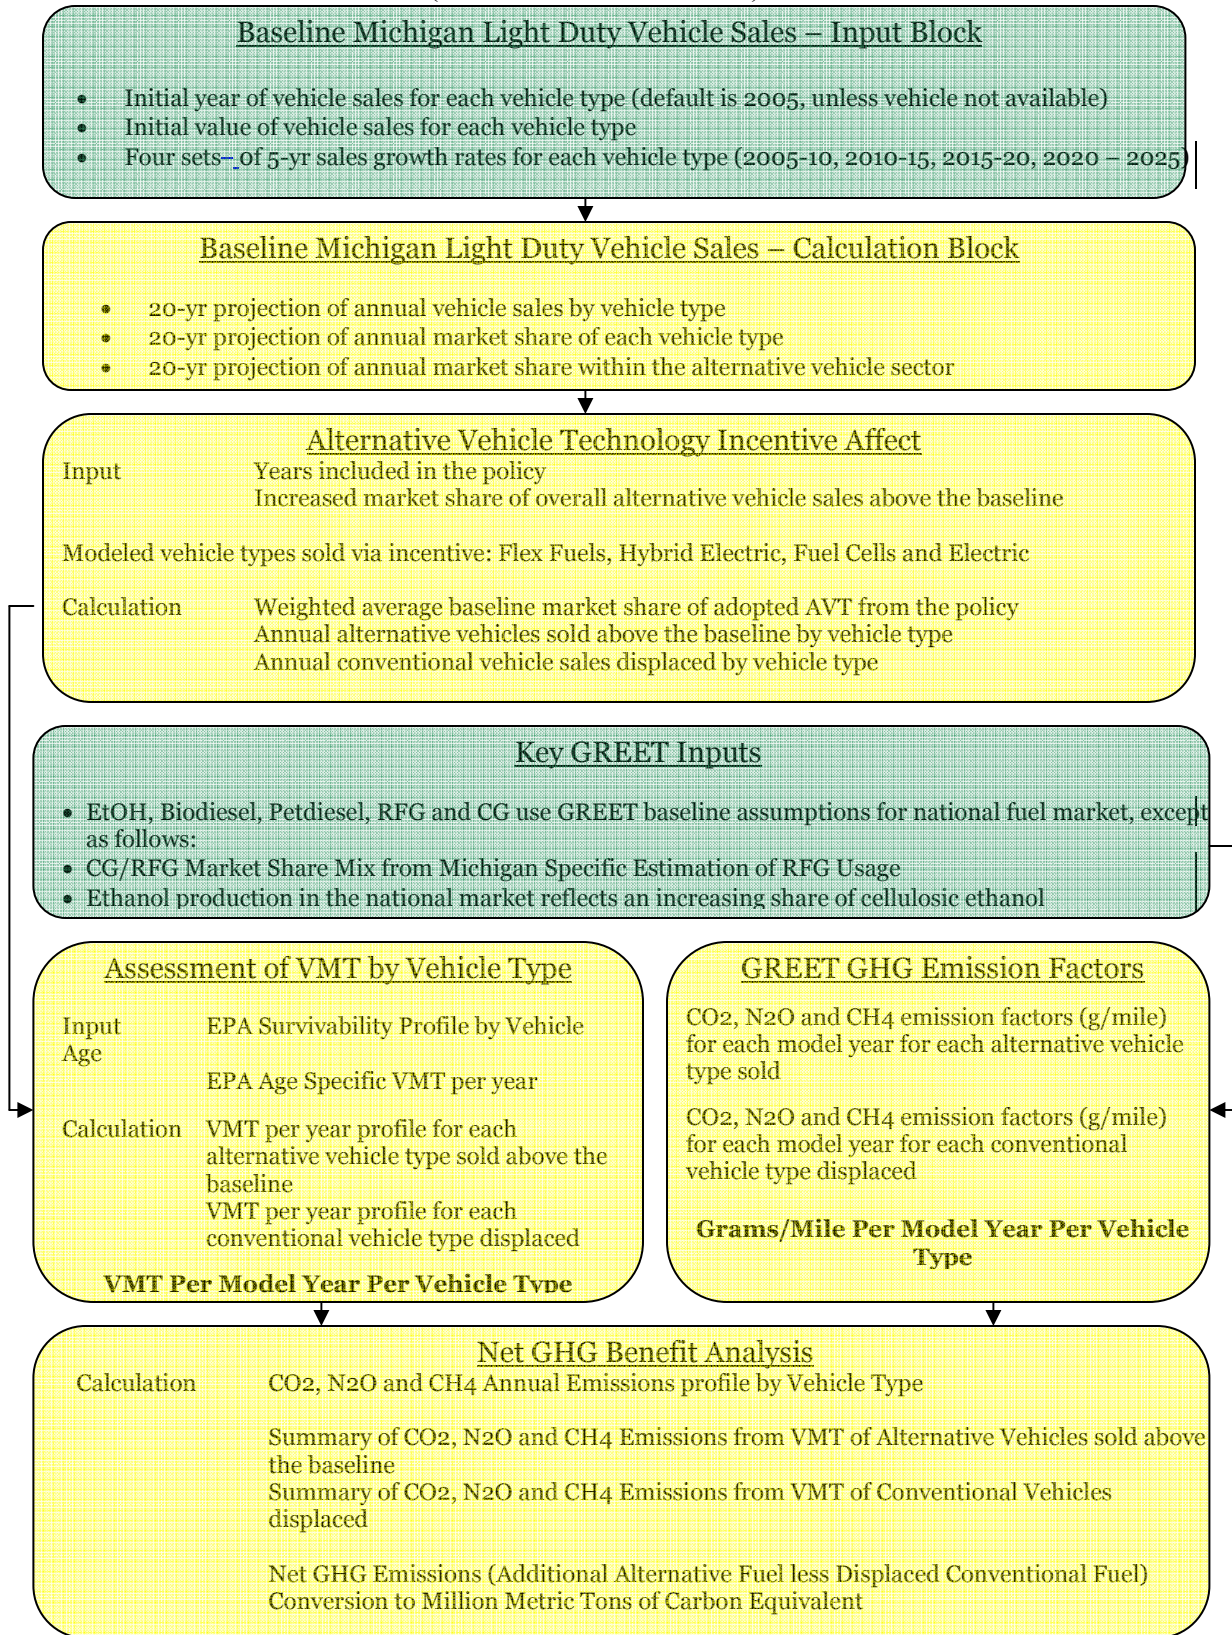 Baseline Michigan Light Duty Vehicle Sales – Input Block
• Initial year of vehicle sales for each vehicle type (default is 2005, unless vehicle not available)
• Initial value of vehicle sales for each vehicle type
• Four sets– of 5-yr sales growth rates for each vehicle type (2005-10, 2010-15, 2015-20, 2020 – 2025)
Baseline Michigan Light Duty Vehicle Sales – Calculation Block
• 20-yr projection of annual vehicle sales by vehicle type
• 20-yr projection of annual market share of each vehicle type
• 20-yr projection of annual market share within the alternative vehicle sector
Alternative Vehicle Technology Incentive Affect
Input Years included in the policy
Increased market share of overall alternative vehicle sales above the baseline
Modeled vehicle types sold via incentive: Flex Fuels, Hybrid Electric, Fuel Cells and Electric
Calculation Weighted average baseline market share of adopted AVT from the policy
Annual alternative vehicles sold above the baseline by vehicle type
Annual conventional vehicle sales displaced by vehicle type
Key GREET Inputs
• EtOH, Biodiesel, Petdiesel, RFG and CG use GREET baseline assumptions for national fuel market, except
as follows:
• CG/RFG Market Share Mix from Michigan Specific Estimation of RFG Usage
• Ethanol production in the national market reflects an increasing share of cellulosic ethanol
Assessment of VMT by Vehicle Type
Input EPA Survivability Profile by Vehicle
Age
EPA Age Specific VMT per year
Calculation VMT per year profile for each
alternative vehicle type sold above the
baseline
VMT per year profile for each
conventional vehicle type displaced
VMT Per Model Year Per Vehicle Type
GREET GHG Emission Factors
CO2, N2O and CH4 emission factors (g/mile)
for each model year for each alternative vehicle
type sold
CO2, N2O and CH4 emission factors (g/mile)
for each model year for each conventional
vehicle type displaced
Grams/Mile Per Model Year Per Vehicle
Type
Net GHG Benefit Analysis
Calculation CO2, N2O and CH4 Annual Emissions profile by Vehicle Type
Summary of CO2, N2O and CH4 Emissions from VMT of Alternative Vehicles sold above
the baseline
Summary of CO2, N2O and CH4 Emissions from VMT of Conventional Vehicles
displaced
Net GHG Emissions (Additional Alternative Fuel less Displaced Conventional Fuel)
Conversion to Million Metric Tons of Carbon Equivalent